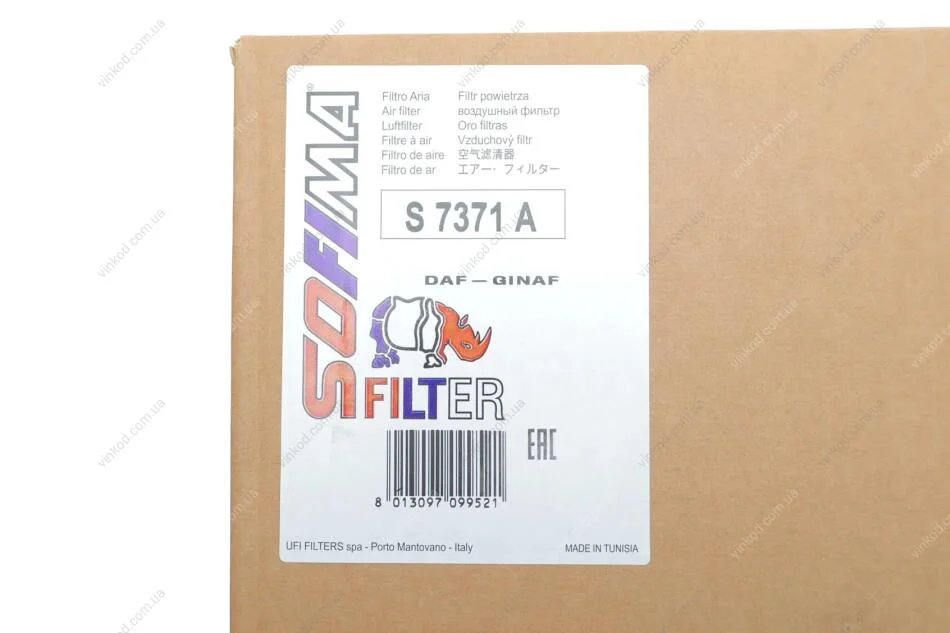 SOFIMA®
Filtro Aria
Air filter
Luftfilter
Filtre à air
Filtro de aire
Filtro de ar
Filtr powietrza
воздушный фильтр
Oro filtras
Vzduchový filtr
空气滤清器
エアー・フィルター
S 7371 A
DAF – GINAF
FILTER
EAC
8 013097 099521
UFI FILTERS spa - Porto Mantovano - Italy
MADE IN TUNISIA
vinkod.com.ua